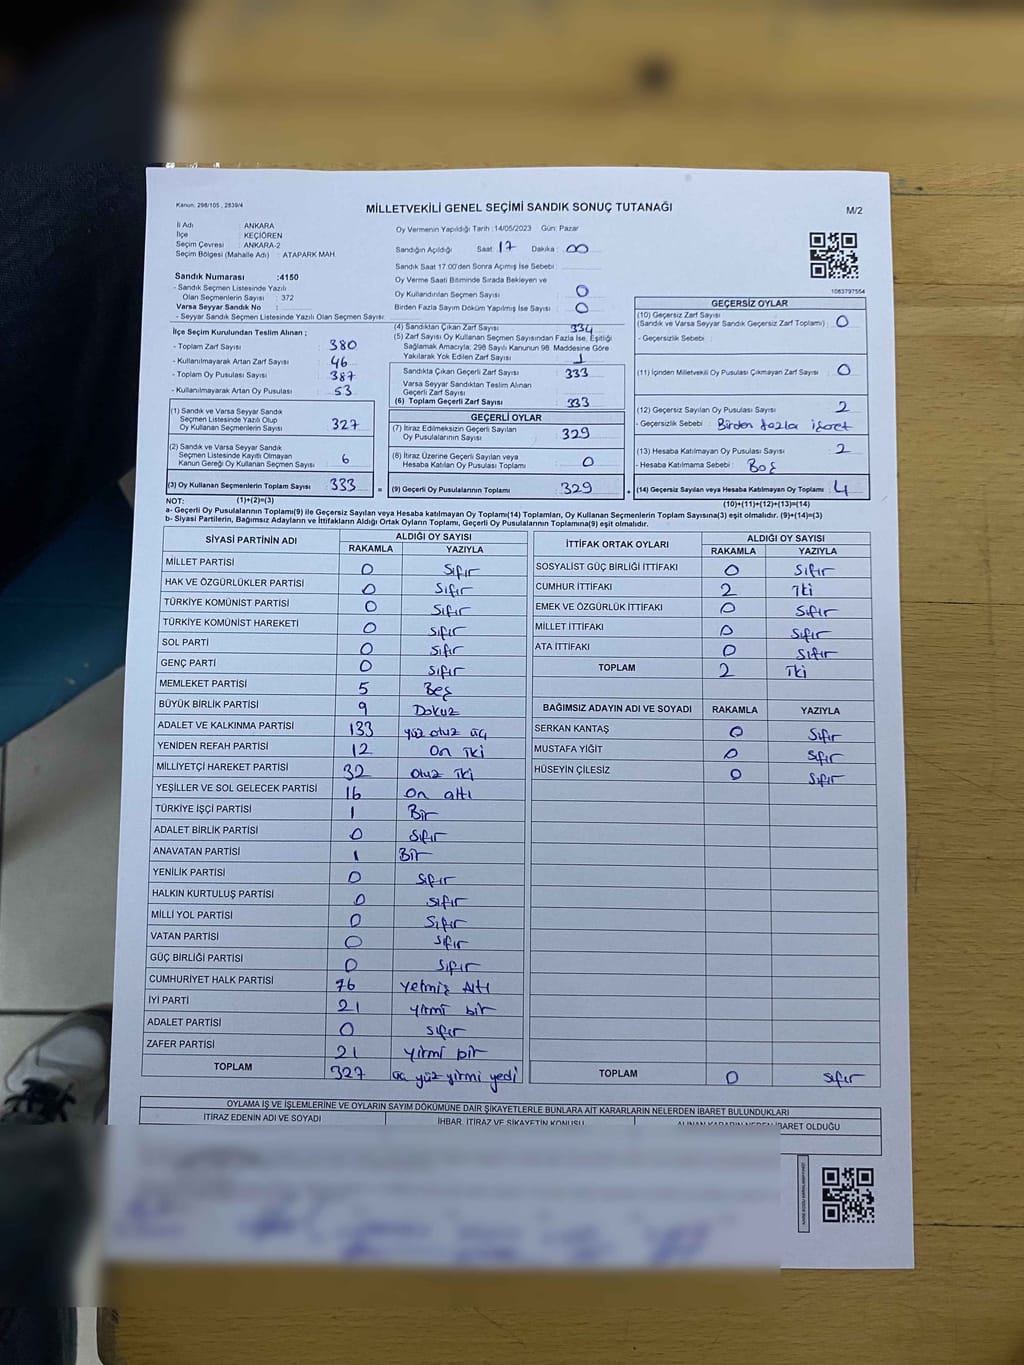 Kanun: 298/105 , 2839/4
MİLLETVEKİLİ GENEL SEÇİMİ SANDIK SONUÇ TUTANAĞI
M/2
İl Adı : ANKARA
İlçe : KEÇİÖREN
Seçim Çevresi : ANKARA-2
Seçim Bölgesi (Mahalle Adı) : ATAPARK MAH.
Oy Vermenin Yapıldığı Tarih :14/05/2023 Gün: Pazar
Sandığın Açıldığı Saat: 17 Dakika: 00
Sandık Saat 17.00'den Sonra Açımış İse Sebebi :
Oy Verme Saati Bitiminde Sırada Bekleyen ve
Oy Kullandırılan Seçmen Sayısı : 0
Birden Fazla Sayım Döküm Yapılmış İse Sayısı : 0
1083797554
Sandık Numarası :4150
- Sandık Seçmen Listesinde Yazılı
Olan Seçmenlerin Sayısı : 372
Varsa Seyyar Sandık No :
- Seyyar Sandık Seçmen Listesinde Yazılı Olan Seçmen Sayısı:
İlçe Seçim Kurulundan Teslim Alınan ;
- Toplam Zarf Sayısı : 380
- Kullanılmayarak Artan Zarf Sayısı : 46
- Toplam Oy Pusulası Sayısı : 387
- Kullanılmayarak Artan Oy Pusulası : 53
(1) Sandık ve Varsa Seyyar Sandık
Seçmen Listesinde Yazılı Olup
Oy Kullanan Seçmenlerin Sayısı : 327
(2) Sandık ve Varsa Seyyar Sandık
Seçmen Listesinde Kayıtlı Olmayan
Kanun Gereği Oy Kullanan Seçmen Sayısı : 6
(3) Oy Kullanan Seçmenlerin Toplam Sayısı : 333
(4) Sandıktan Çıkan Zarf Sayısı : 334
(5) Zarf Sayısı Oy Kullanan Seçmen Sayısından Fazla İse, Eşitliği
Sağlamak Amacıyla; 298 Sayılı Kanunun 98. Maddesine Göre
Yakılarak Yok Edilen Zarf Sayısı : 1
Sandıkta Çıkan Geçerli Zarf Sayısı : 333
Varsa Seyyar Sandıktan Teslim Alınan
Geçerli Zarf Sayısı :
(6) Toplam Geçerli Zarf Sayısı : 333
GEÇERLİ OYLAR
(7) İtiraz Edilmeksizin Geçerli Sayılan
Oy Pusulalarının Sayısı : 329
(8) İtiraz Üzerine Geçerli Sayılan veya
Hesaba Katılan Oy Pusulası Toplamı : 0
= (9) Geçerli Oy Pusulalarının Toplamı : 329
GEÇERSİZ OYLAR
(10) Geçersiz Zarf Sayısı
(Sandık ve Varsa Seyyar Sandık Geçersiz Zarf Toplamı) : 0
- Geçersizlik Sebebi :
(11) İçinden Milletvekili Oy Pusulası Çıkmayan Zarf Sayısı : 0
(12) Geçersiz Sayılan Oy Pusulası Sayısı : 2
- Geçersizlik Sebebi : Birden fazla işaret
(13) Hesaba Katılmayan Oy Pusulası Sayısı : 2
- Hesaba Katılmama Sebebi : Boş
(14) Geçersiz Sayılan veya Hesaba Katılmayan Oy Toplamı : 4
NOT: (1)+(2)=(3)
(10)+(11)+(12)+(13)=(14)
a- Geçerli Oy Pusulalarının Toplamı(9) ile Geçersiz Sayılan veya Hesaba katılmayan Oy Toplamı(14) Toplamları, Oy Kullanan Seçmenlerin Toplam Sayısına(3) eşit olmalıdır. (9)+(14)=(3)
b- Siyasi Partilerin, Bağımsız Adayların ve İttifakların Aldığı Ortak Oyların Toplamı, Geçerli Oy Pusulalarının Toplamına(9) eşit olmalıdır.
SİYASİ PARTİNİN ADI ALDIĞI OY SAYISI
RAKAMLA YAZIYLA
MİLLET PARTİSİ 0 Sıfır
HAK VE ÖZGÜRLÜKLER PARTİSİ 0 Sıfır
TÜRKİYE KOMÜNİST PARTİSİ 0 Sıfır
TÜRKİYE KOMÜNİST HAREKETİ 0 Sıfır
SOL PARTİ 0 Sıfır
GENÇ PARTİ 0 Sıfır
MEMLEKET PARTİSİ 5 Beş
BÜYÜK BİRLİK PARTİSİ 9 Dokuz
ADALET VE KALKINMA PARTİSİ 133 yüz otuz üç
YENİDEN REFAH PARTİSİ 12 On iki
MİLLİYETÇİ HAREKET PARTİSİ 32 otuz iki
YEŞİLLER VE SOL GELECEK PARTİSİ 16 On altı
TÜRKİYE İŞÇİ PARTİSİ 1 Bir
ADALET BİRLİK PARTİSİ 0 Sıfır
ANAVATAN PARTİSİ 1 Bir
YENİLİK PARTİSİ 0 Sıfır
HALKIN KURTULUŞ PARTİSİ 0 Sıfır
MİLLİ YOL PARTİSİ 0 Sıfır
VATAN PARTİSİ 0 Sıfır
GÜÇ BİRLİĞİ PARTİSİ 0 Sıfır
CUMHURİYET HALK PARTİSİ 76 yetmiş Altı
İYİ PARTİ 21 yirmi bir
ADALET PARTİSİ 0 Sıfır
ZAFER PARTİSİ 21 yirmi bir
TOPLAM 327 üç yüz yirmi yedi
İTTİFAK ORTAK OYLARI ALDIĞI OY SAYISI
RAKAMLA YAZIYLA
SOSYALİST GÜÇ BİRLİĞİ İTTİFAKI 0 Sıfır
CUMHUR İTTİFAKI 2 iki
EMEK VE ÖZGÜRLÜK İTTİFAKI 0 Sıfır
MİLLET İTTİFAKI 0 Sıfır
ATA İTTİFAKI 0 Sıfır
TOPLAM 2 iki
BAĞIMSIZ ADAYIN ADI VE SOYADI RAKAMLA YAZIYLA
SERKAN KANTAŞ 0 Sıfır
MUSTAFA YİĞİT 0 Sıfır
HÜSEYİN ÇİLESİZ 0 Sıfır
TOPLAM 0 Sıfır
OYLAMA İŞ VE İŞLEMLERİNE VE OYLARIN SAYIM DÖKÜMÜNE DAİR ŞİKAYETLERLE BUNLARA AİT KARARLARIN NELERDEN İBARET BULUNDUKLARI
İTİRAZ EDENİN ADI VE SOYADI İHBAR, İTİRAZ VE ŞİKAYETİN KONUSU ALINAN KARARIN NEDEN İBARET OLDUĞU